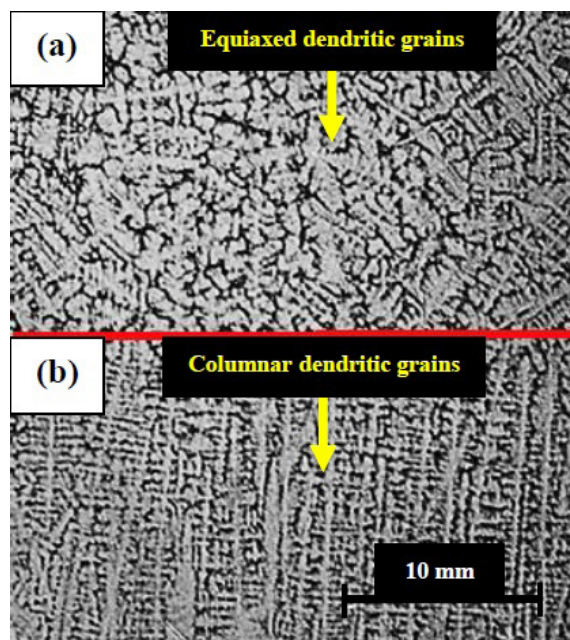 (a)
Equiaxed dendritic grains
(b)
Columnar dendritic grains
10 mm